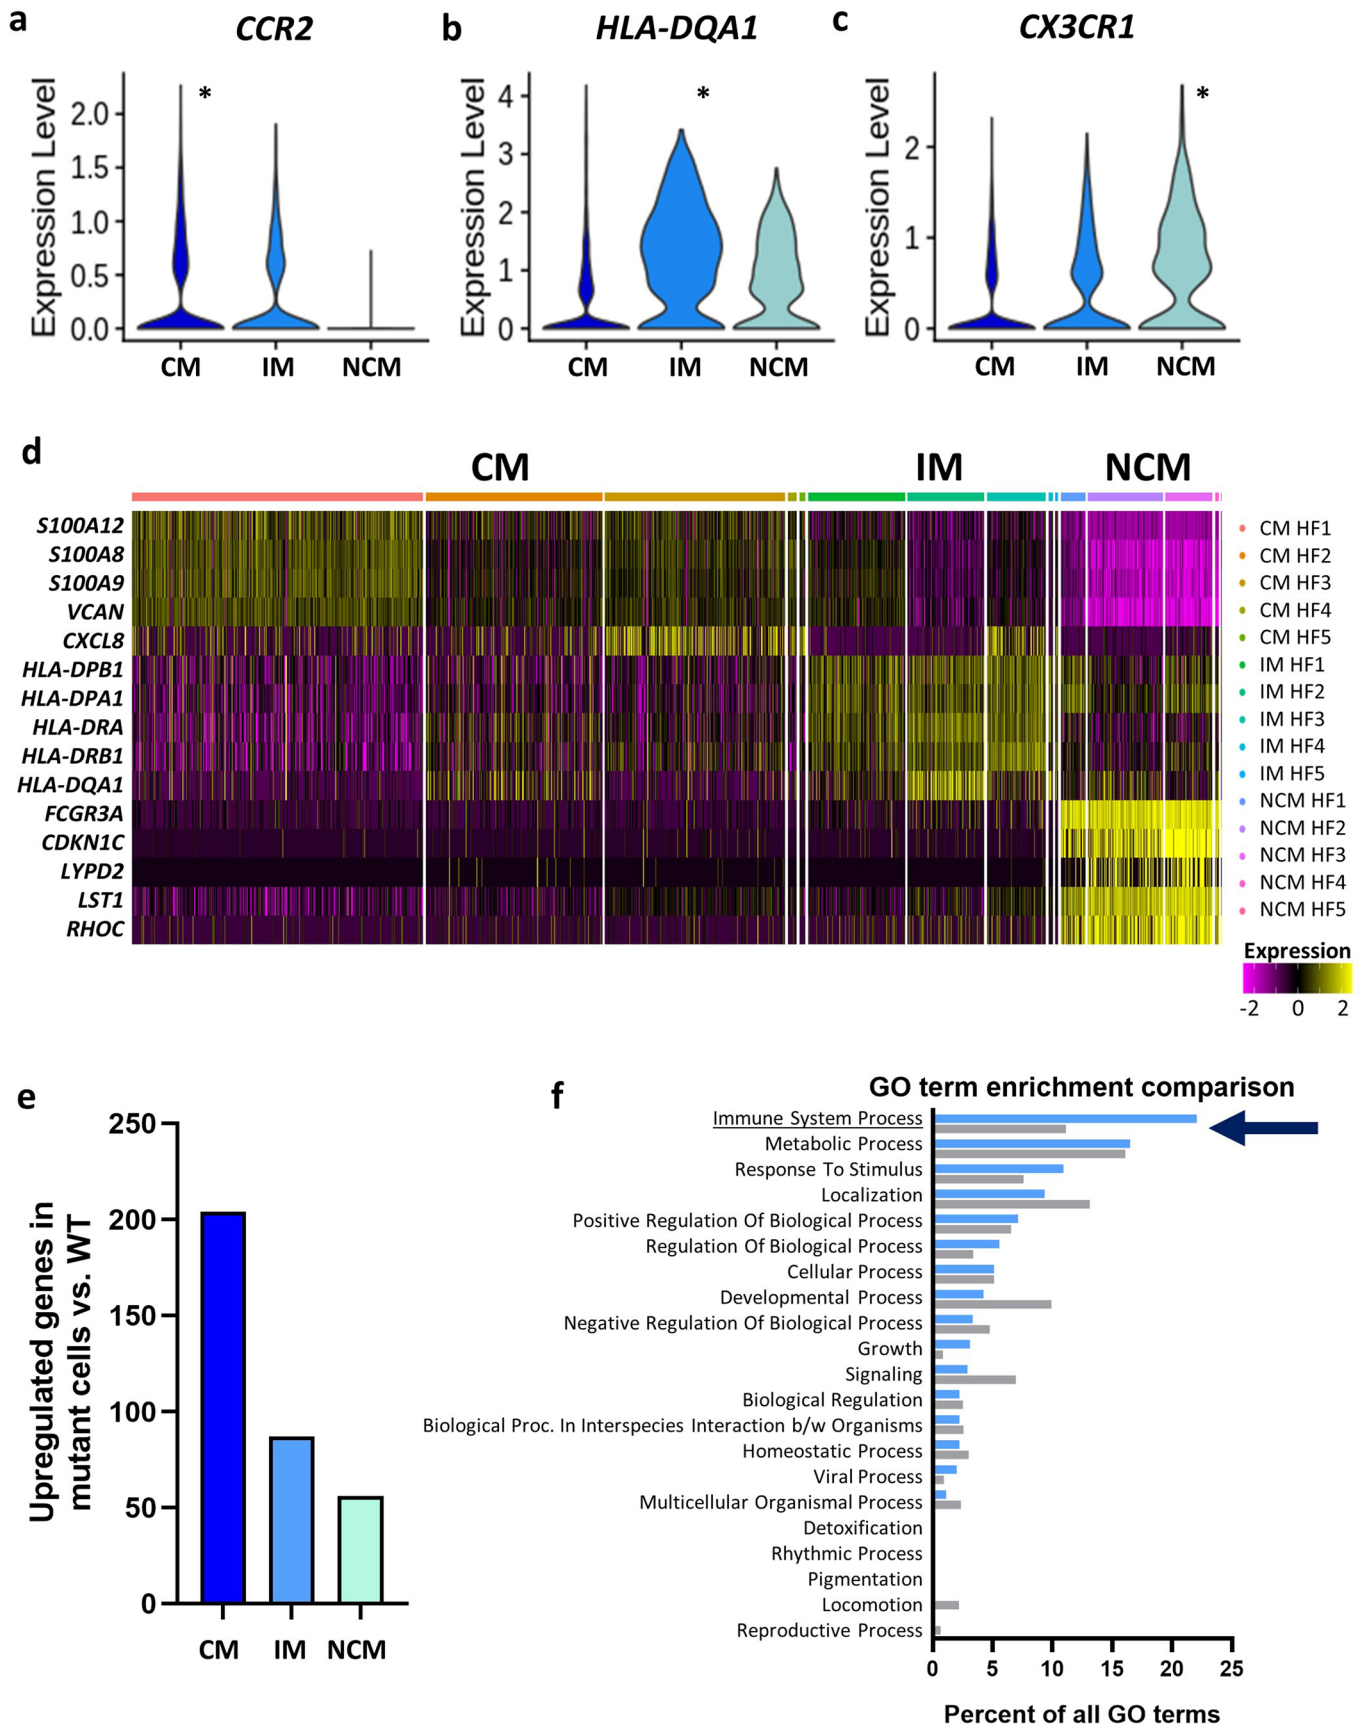 a
CCR2
b
HLA-DQA1
c
CX3CR1
Expression Level
2.0
1.5
1.0
0.5
0.0
*
CM
IM
NCM
Expression Level
4
3
2
1
0
*
CM
IM
NCM
Expression Level
2
1
0
*
CM
IM
NCM
d
CM
IM
NCM
S100A12
S100A8
S100A9
VCAN
CXCL8
HLA-DPB1
HLA-DPA1
HLA-DRA
HLA-DRB1
HLA-DQA1
FCGR3A
CDKN1C
LYPD2
LST1
RHOC
CM HF1
CM HF2
CM HF3
CM HF4
CM HF5
IM HF1
IM HF2
IM HF3
IM HF4
IM HF5
NCM HF1
NCM HF2
NCM HF3
NCM HF4
NCM HF5
Expression
-2
0
2
e
Upregulated genes in
mutant cells vs. WT
250
200
150
100
50
0
CM
IM
NCM
f
GO term enrichment comparison
Immune System Process
Metabolic Process
Response To Stimulus
Localization
Positive Regulation Of Biological Process
Regulation Of Biological Process
Cellular Process
Developmental Process
Negative Regulation Of Biological Process
Growth
Signaling
Biological Regulation
Biological Proc. In Interspecies Interaction b/w Organisms
Homeostatic Process
Viral Process
Multicellular Organismal Process
Detoxification
Rhythmic Process
Pigmentation
Locomotion
Reproductive Process
0
5
10
15
20
25
Percent of all GO terms